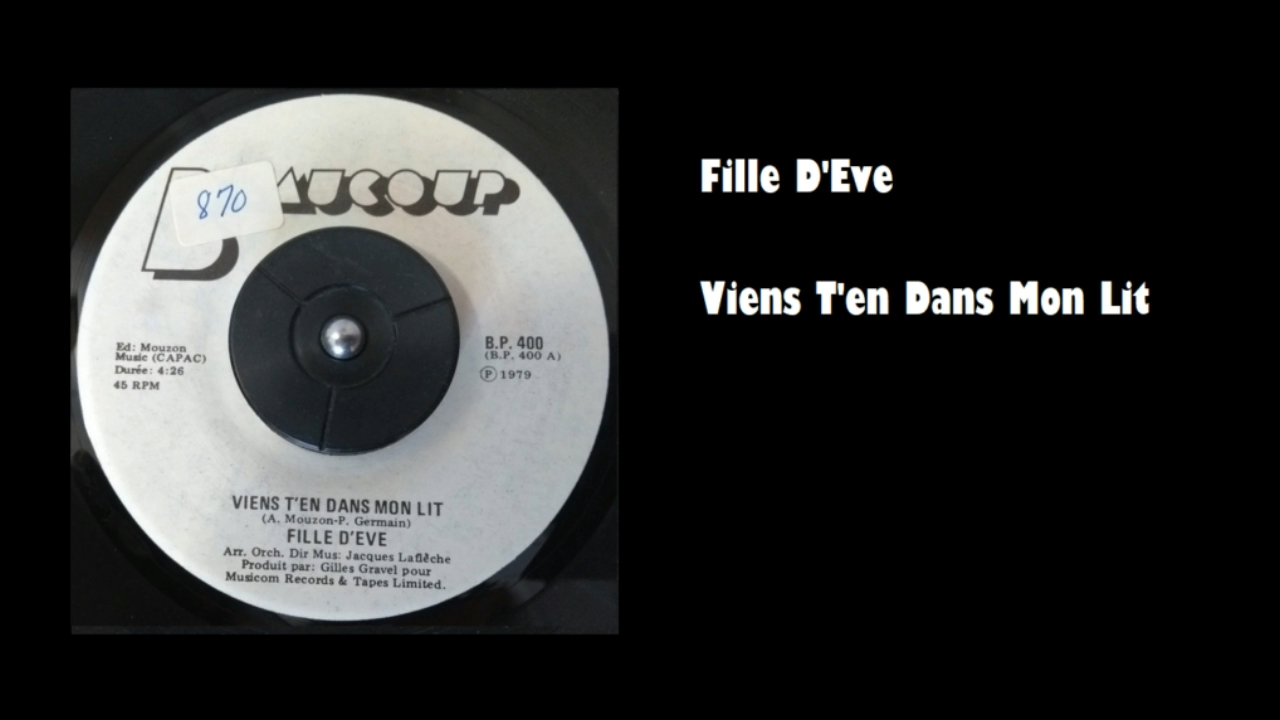 BEAUCOUP
870
Ed: Mouzon
Music (CAPAC)
Durée: 4:26
45 RPM
B.P. 400
(B.P. 400 A)
Ⓟ 1979
VIENS T'EN DANS MON LIT
(A. Mouzon-P. Germain)
FILLE D'EVE
Arr. Orch. Dir Mus: Jacques Laflèche
Produit par: Gilles Gravel pour
Musicom Records & Tapes Limited.
Fille D'Eve
Viens T'en Dans Mon Lit